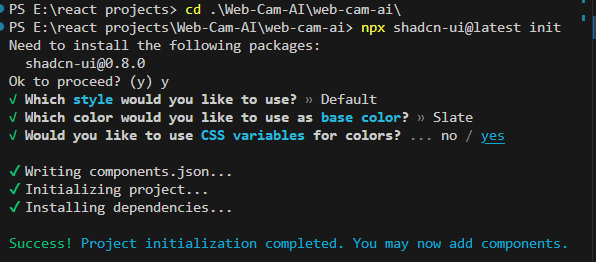 PS E:\react projects> cd .\Web-Cam-AI\web-cam-ai\
PS E:\react projects\Web-Cam-AI\web-cam-ai> npx shadcn-ui@latest init
Need to install the following packages:
  shadcn-ui@0.8.0
Ok to proceed? (y) y
√ Which style would you like to use? » Default
√ Which color would you like to use as base color? » Slate
√ Would you like to use CSS variables for colors? ... no / yes

✓ Writing components.json...
✓ Initializing project...
✓ Installing dependencies...

Success! Project initialization completed. You may now add components.